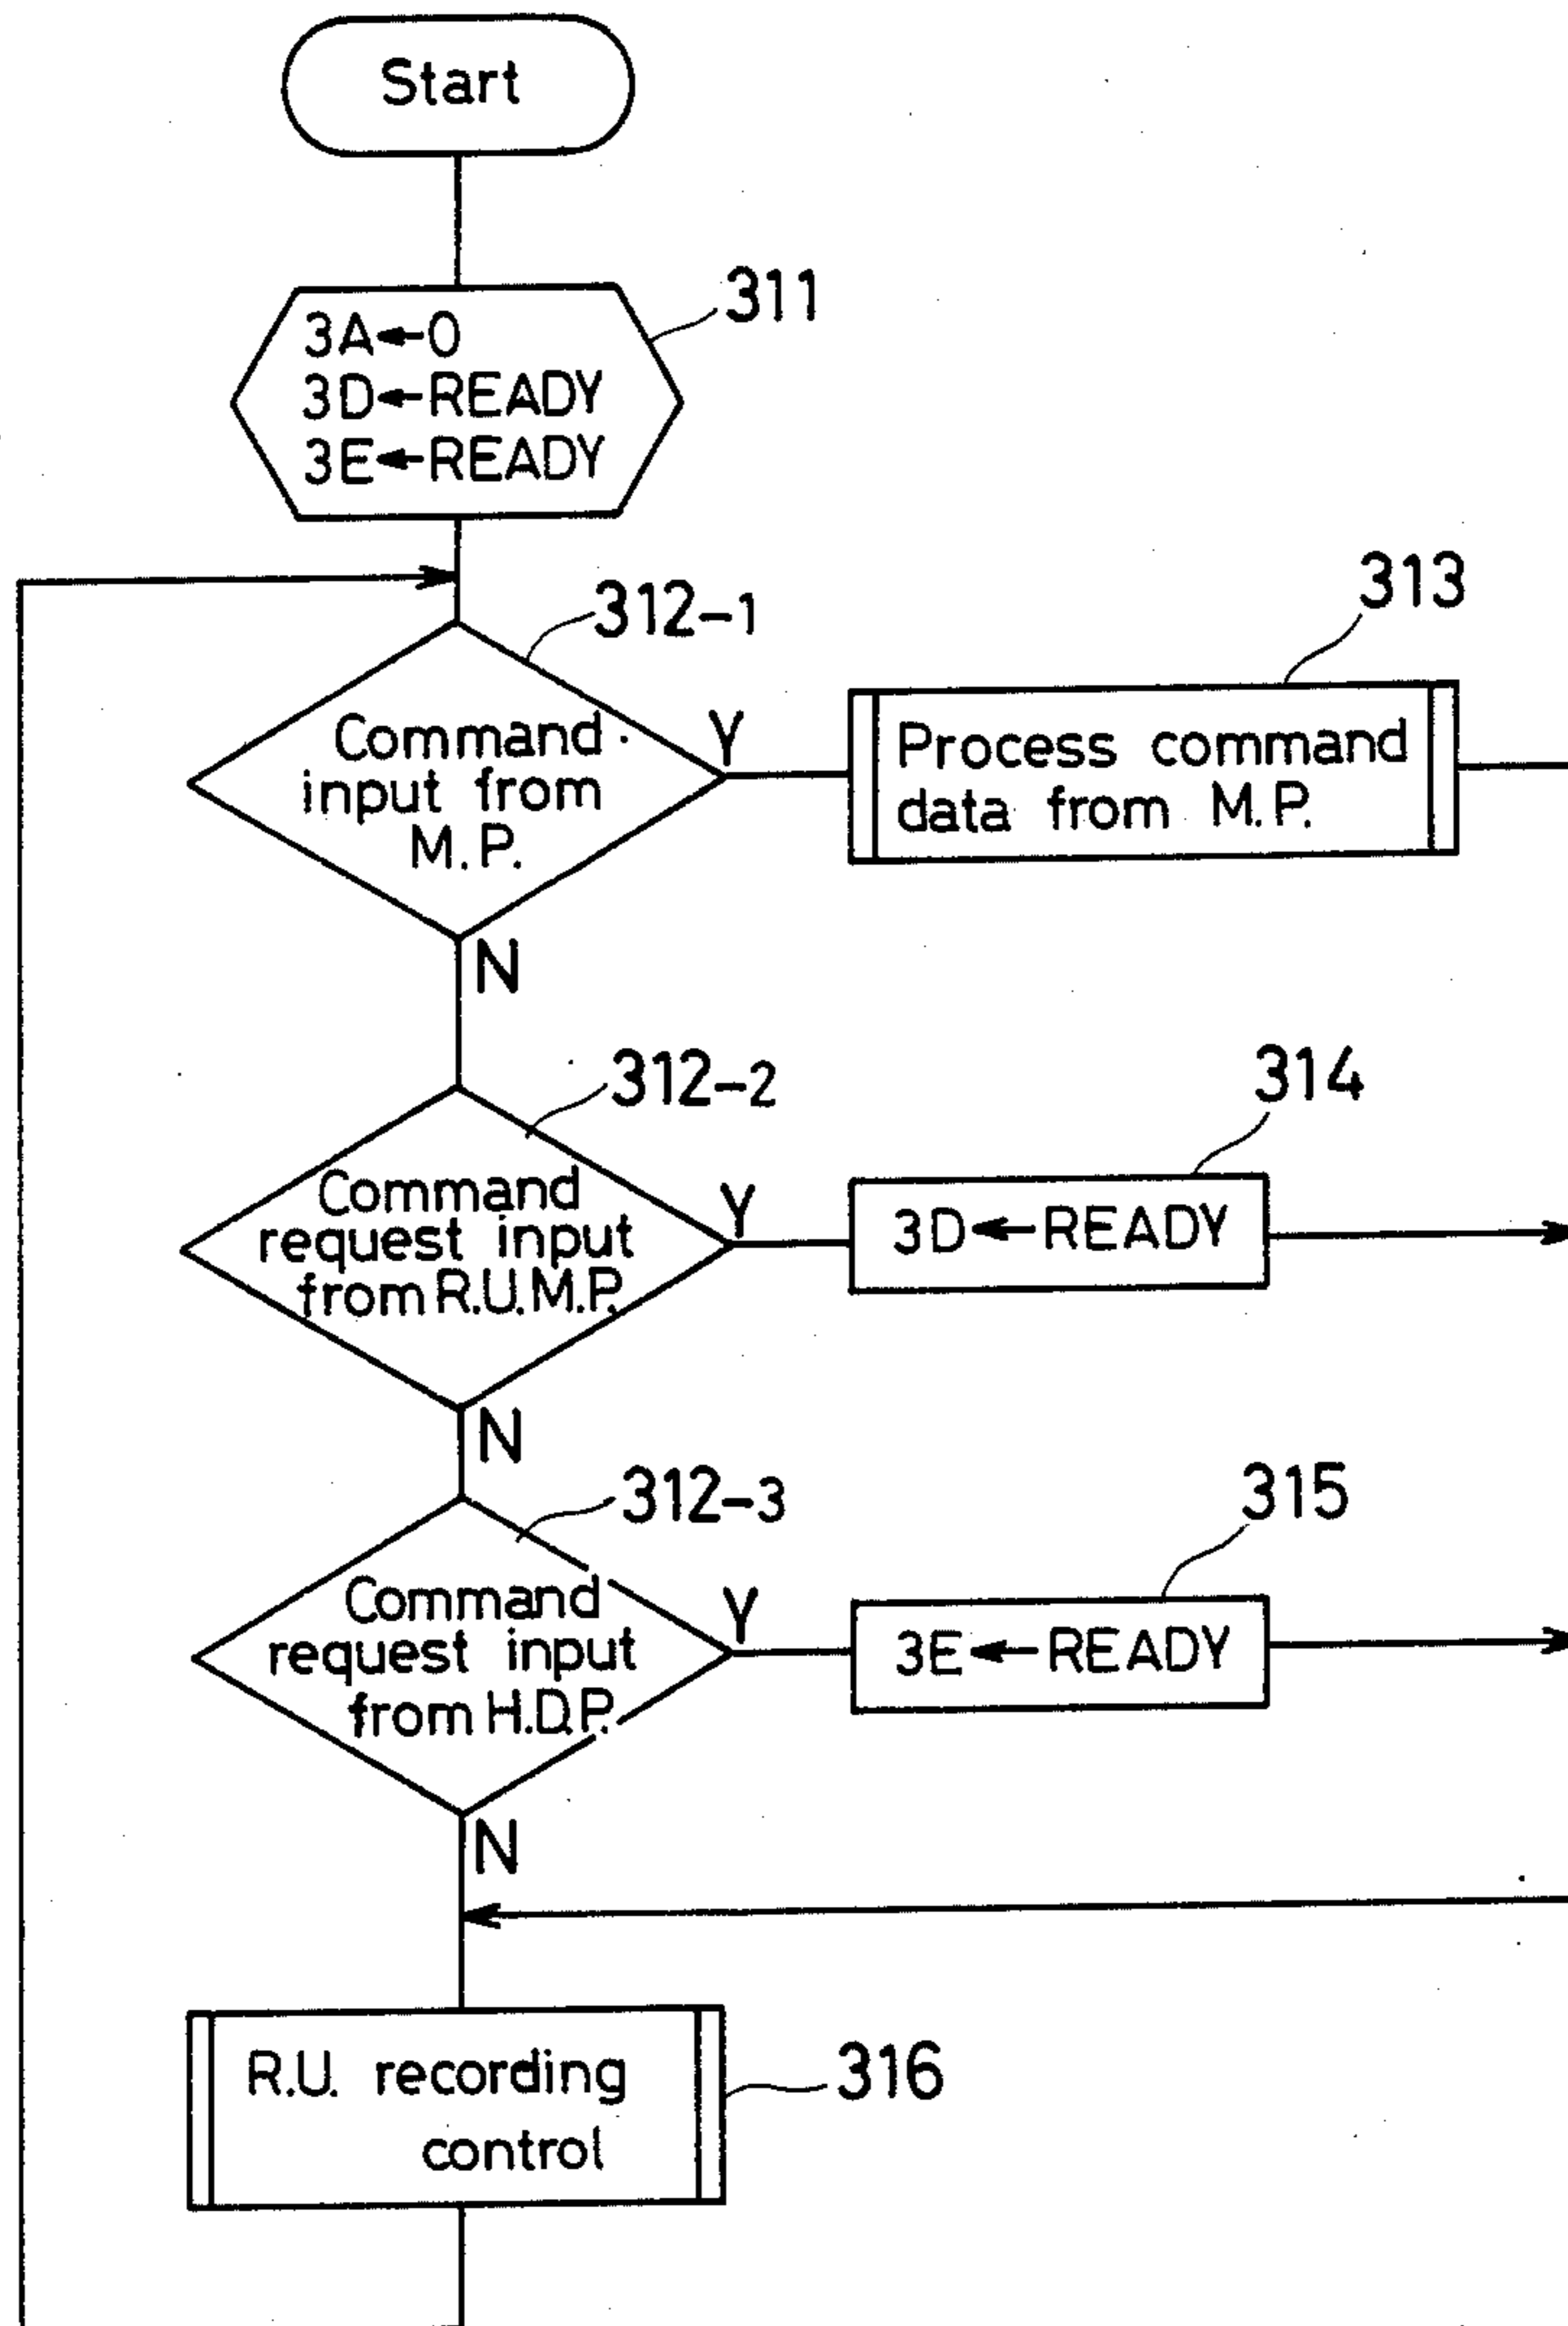 Start
311
3A←0
3D←READY
3E←READY
312-1
313
Command
input from
M.P.
Y
Process command
data from M.P.
N
312-2
314
Command
request input
from R.U.M.P.
Y
3D←READY
N
312-3
315
Command
request input
from H.D.P.
Y
3E←READY
N
R.U. recording
control
316